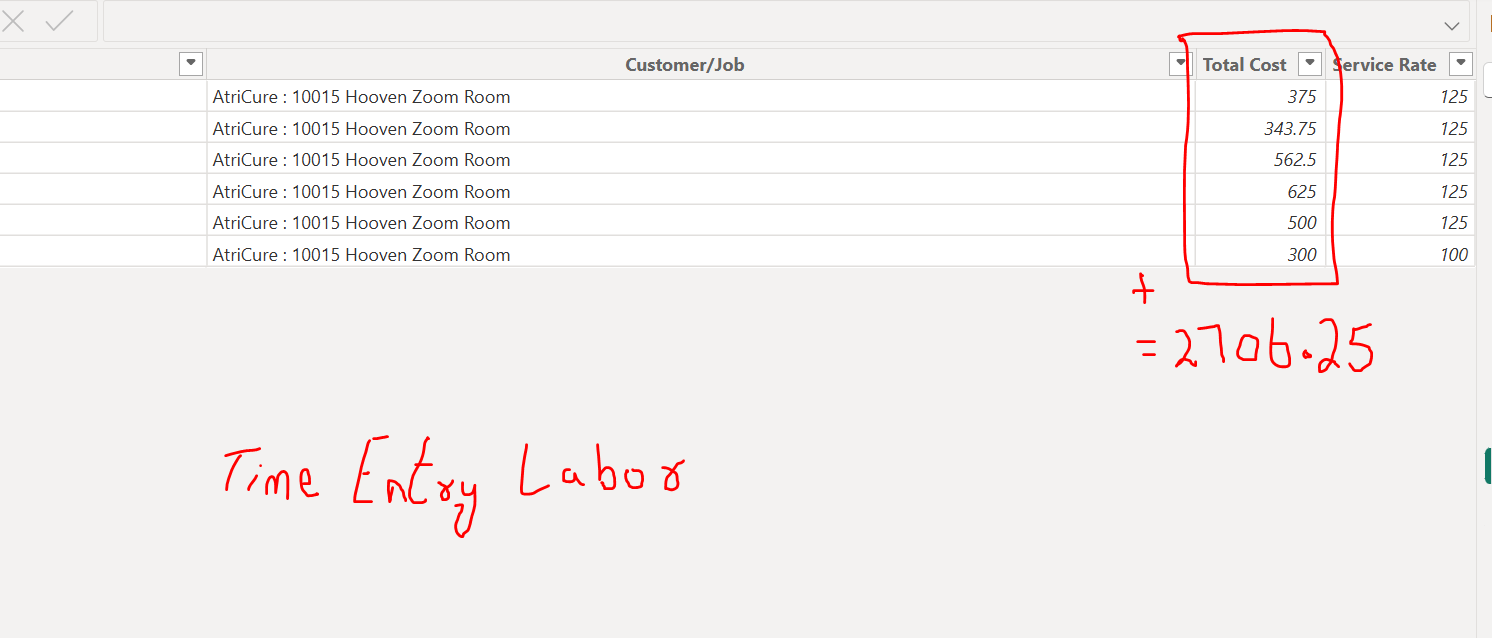 Customer/Job Total Cost Service Rate
AtriCure : 10015 Hooven Zoom Room 375 125
AtriCure : 10015 Hooven Zoom Room 343.75 125
AtriCure : 10015 Hooven Zoom Room 562.5 125
AtriCure : 10015 Hooven Zoom Room 625 125
AtriCure : 10015 Hooven Zoom Room 500 125
AtriCure : 10015 Hooven Zoom Room 300 100
+
= 2706.25
Time Entry Labor